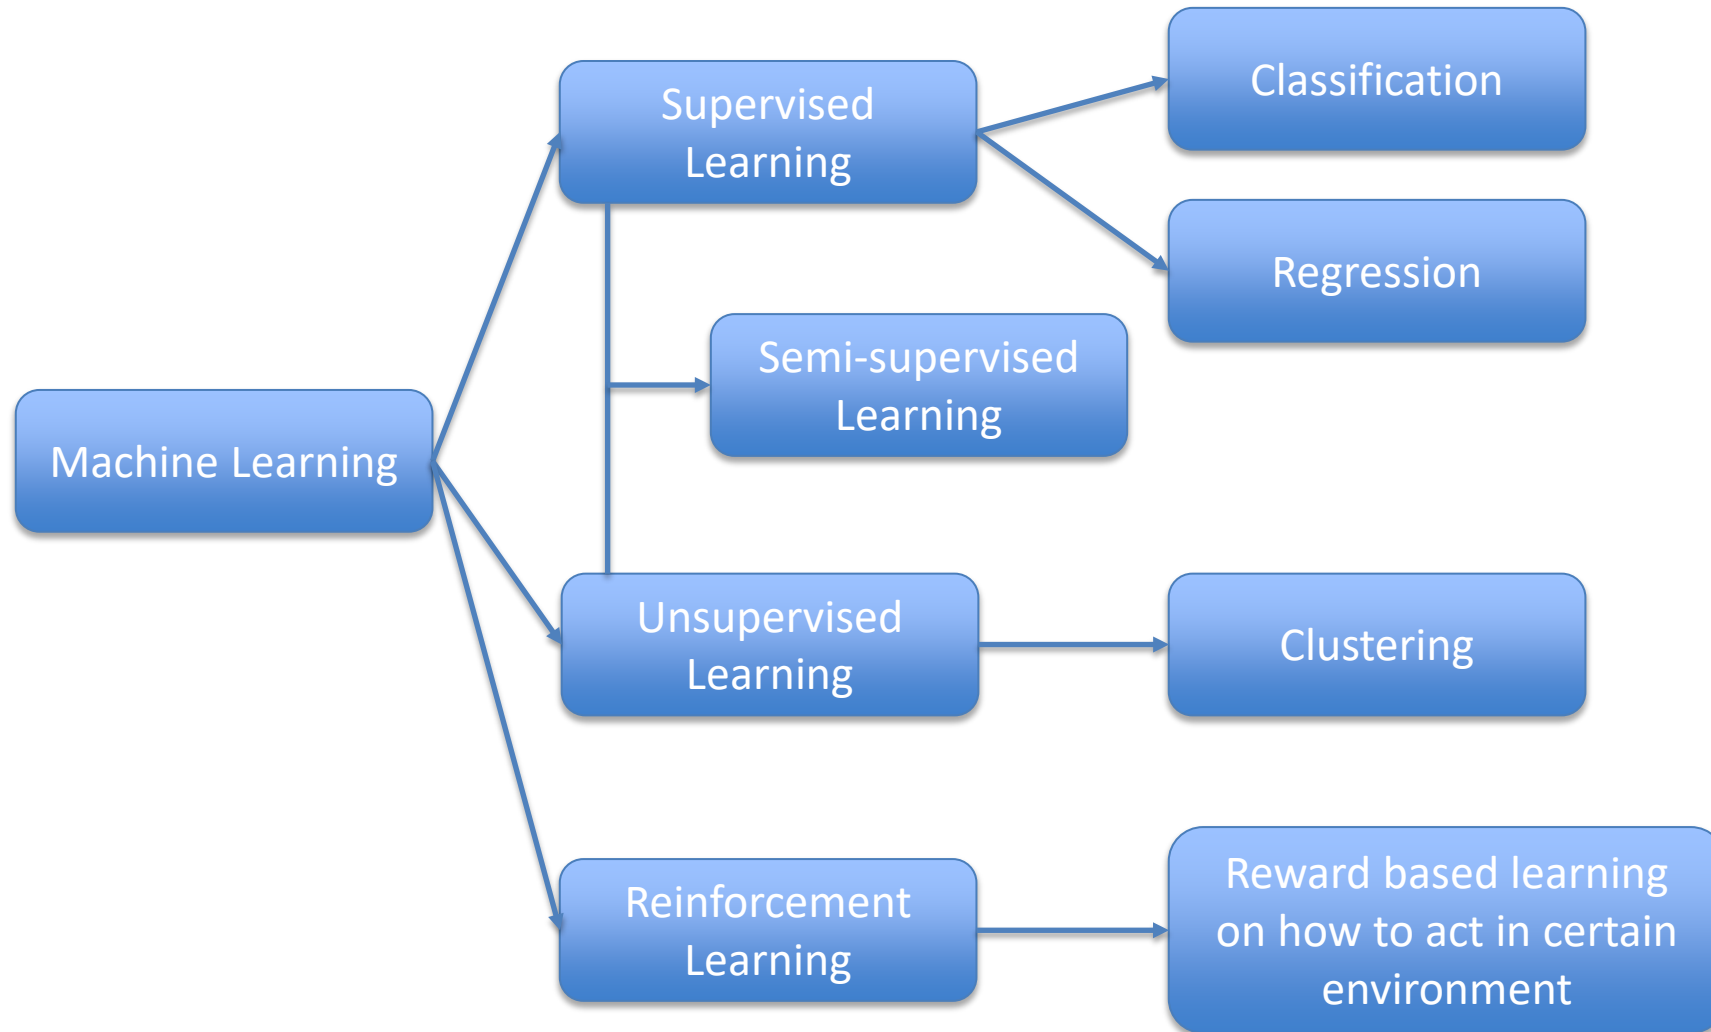 Classification
Supervised
Learning
Regression
Semi-supervised
Learning
Machine Learning
Unsupervised
Learning
Clustering
Reinforcement
Learning
Reward based learning
on how to act in certain
environment